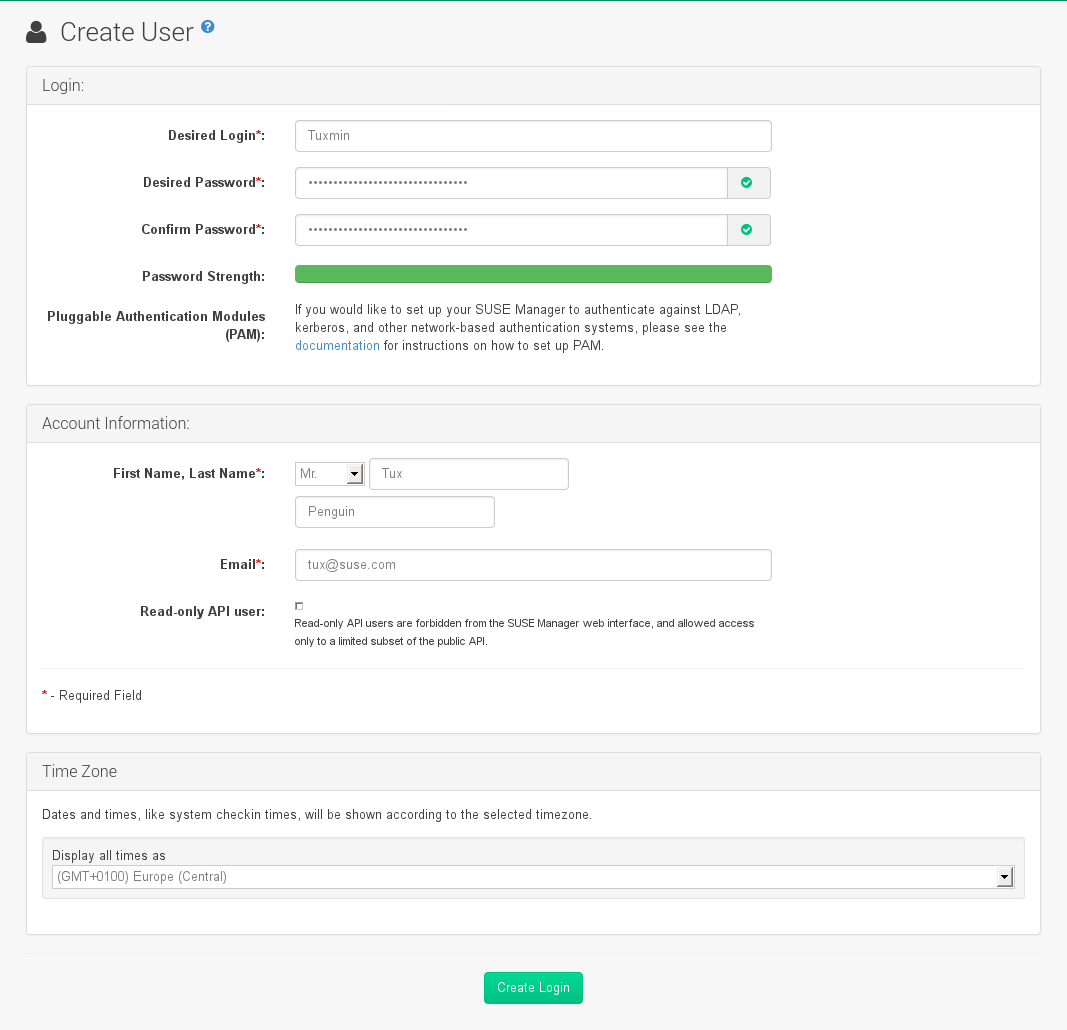 Create User ?
Login:
Desired Login*:
Tuxmin
Desired Password*:
••••••••••••••••••••••••••••••••
Confirm Password*:
••••••••••••••••••••••••••••••••
Password Strength:
Pluggable Authentication Modules
(PAM):
If you would like to set up your SUSE Manager to authenticate against LDAP,
kerberos, and other network-based authentication systems, please see the
documentation for instructions on how to set up PAM.
Account Information:
First Name, Last Name*:
Mr.
Tux
Penguin
Email*:
tux@suse.com
Read-only API user:
Read-only API users are forbidden from the SUSE Manager web interface, and allowed access
only to a limited subset of the public API.
* - Required Field
Time Zone
Dates and times, like system checkin times, will be shown according to the selected timezone.
Display all times as
(GMT+0100) Europe (Central)
Create Login